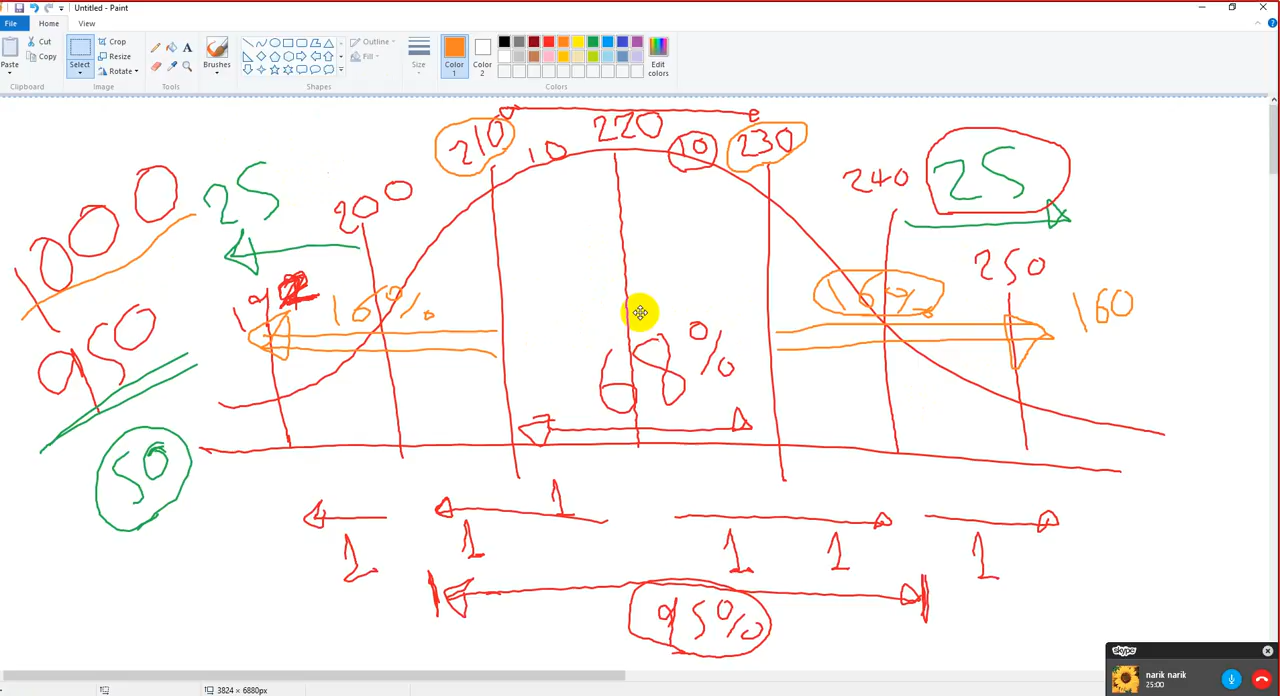 Untitled - Paint
File Home View
Paste
Cut
Copy
Clipboard
Select
Crop
Resize
Rotate
Image
Tools
Brushes
Outline
Fill
Shapes
Size
Color 1
Color 2
Edit colors
Colors
210 10 220 10 230
240 25
1000 25 200
250
16% 16% 160
950
68%
50
1
1 1 1 1 1
95%
skype
narik narik
25:00
3824 × 6880px